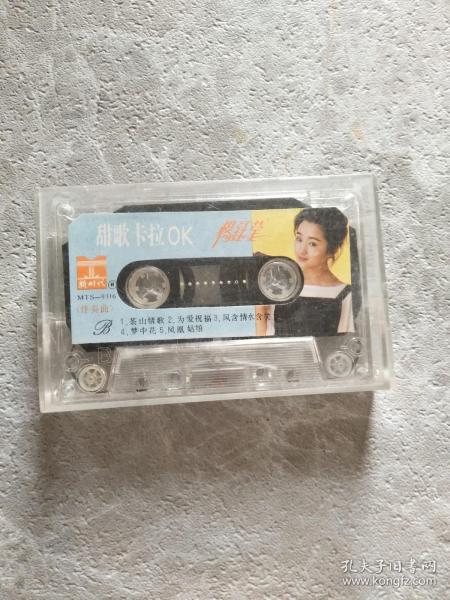 甜歌卡拉OK 杨钰莹
新时代 ®
MTS-9316
(伴奏曲)
B
1.茶山情歌 2.为爱祝福 3.风含情水含笑
4.梦中花 5.凤凰姑娘
孔夫子旧书网
www.kongfz.com